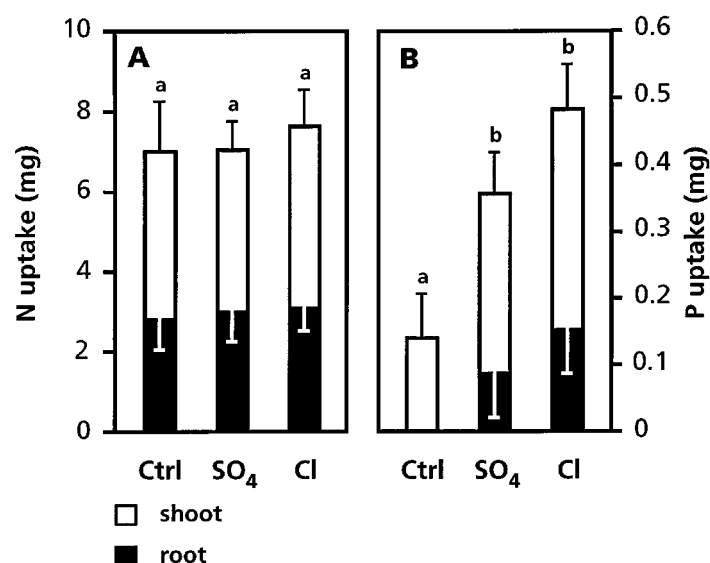 A
B
N uptake (mg)
10
8
6
4
2
0
a
a
a
a
b
b
0.6
0.5
0.4
0.3
0.2
0.1
0
P uptake (mg)
Ctrl SO4 Cl
Ctrl SO4 Cl
shoot
root